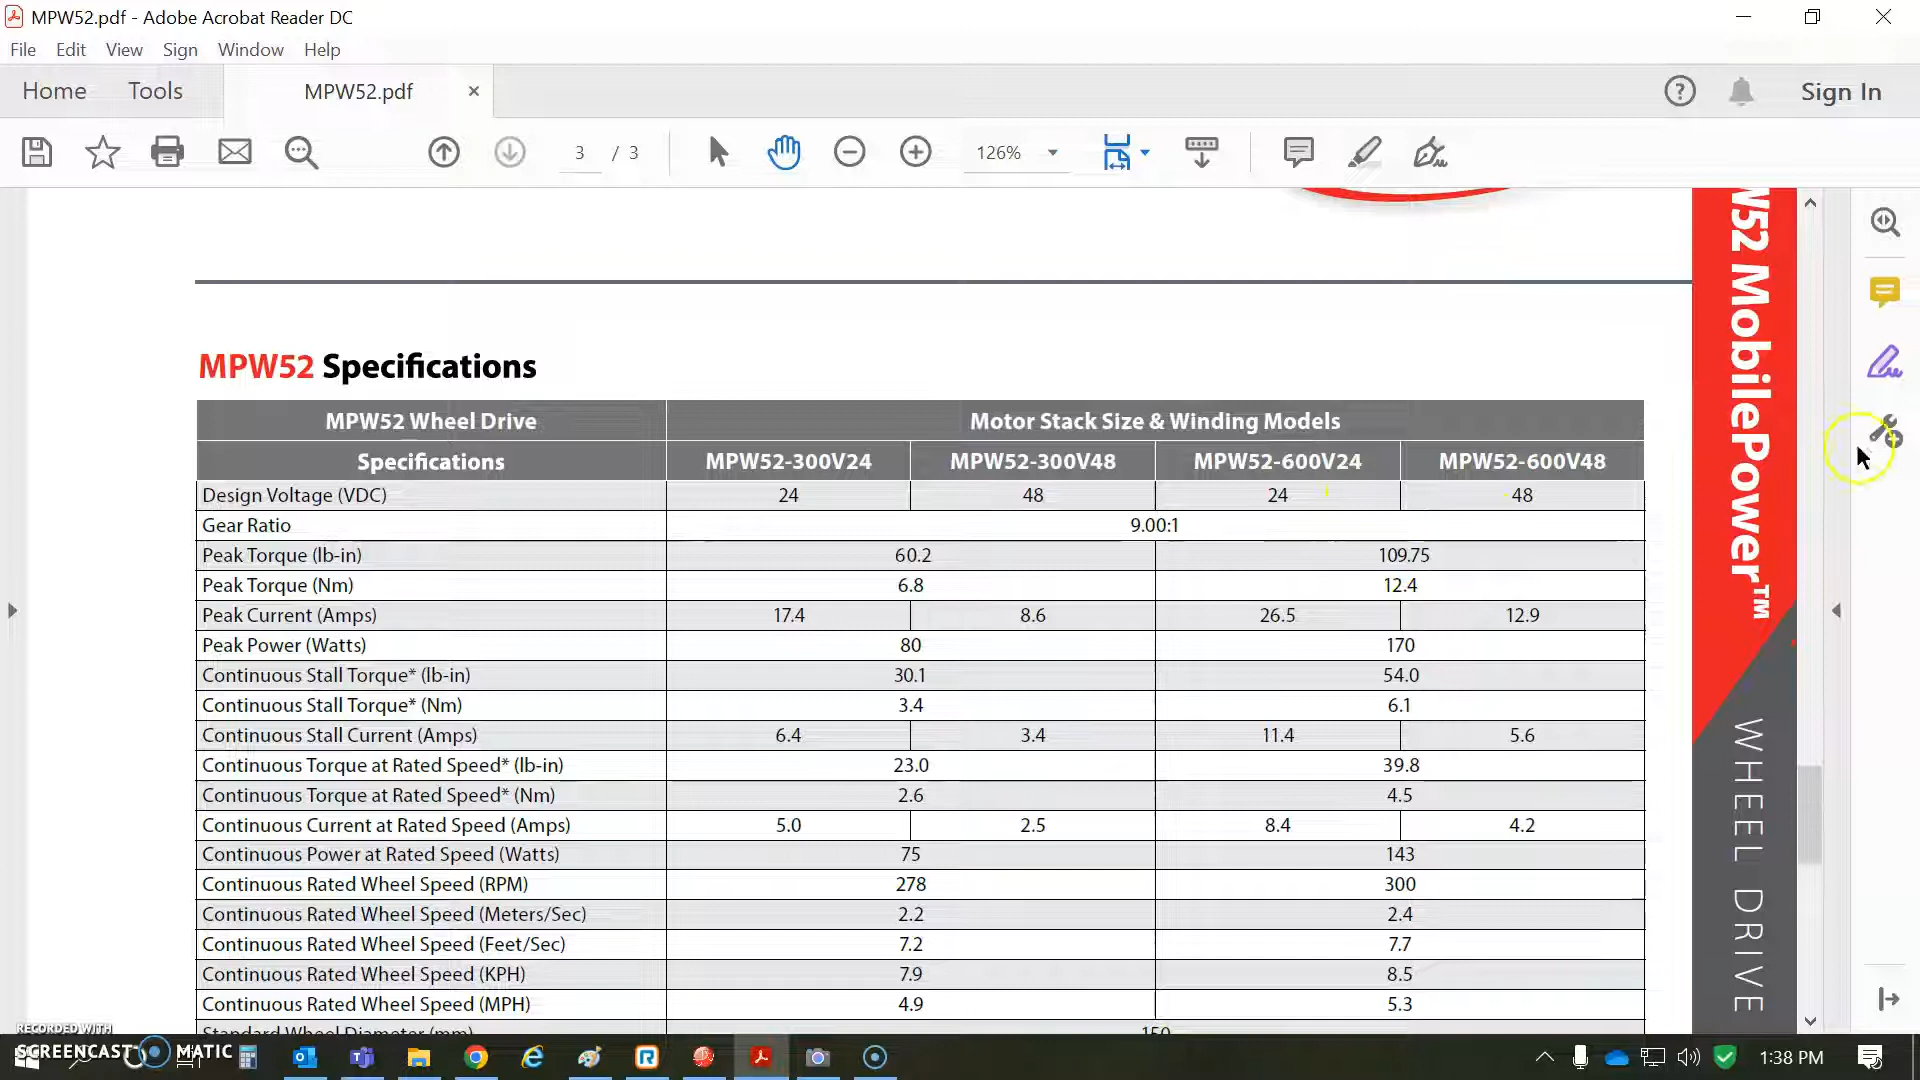 MPW52.pdf - Adobe Acrobat Reader DC
File Edit View Sign Window Help
Home Tools MPW52.pdf × ? Sign In
3 / 3 126%
MPW52 Specifications
MPW52 Wheel Drive Motor Stack Size & Winding Models
Specifications MPW52-300V24 MPW52-300V48 MPW52-600V24 MPW52-600V48
Design Voltage (VDC) 24 48 24 48
Gear Ratio 9.00:1
Peak Torque (lb-in) 60.2 109.75
Peak Torque (Nm) 6.8 12.4
Peak Current (Amps) 17.4 8.6 26.5 12.9
Peak Power (Watts) 80 170
Continuous Stall Torque* (lb-in) 30.1 54.0
Continuous Stall Torque* (Nm) 3.4 6.1
Continuous Stall Current (Amps) 6.4 3.4 11.4 5.6
Continuous Torque at Rated Speed* (lb-in) 23.0 39.8
Continuous Torque at Rated Speed* (Nm) 2.6 4.5
Continuous Current at Rated Speed (Amps) 5.0 2.5 8.4 4.2
Continuous Power at Rated Speed (Watts) 75 143
Continuous Rated Wheel Speed (RPM) 278 300
Continuous Rated Wheel Speed (Meters/Sec) 2.2 2.4
Continuous Rated Wheel Speed (Feet/Sec) 7.2 7.7
Continuous Rated Wheel Speed (KPH) 7.9 8.5
Continuous Rated Wheel Speed (MPH) 4.9 5.3
Standard Wheel Diameter (mm) 150
W52 MobilePower™
WHEEL DRIVE
RECORDED WITH
SCREENCAST MATIC
1:38 PM